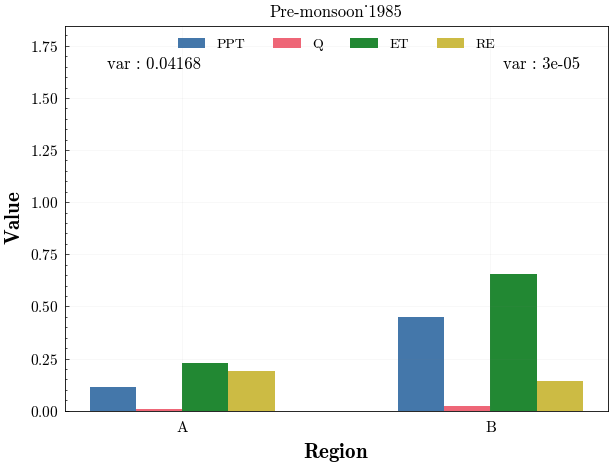 Pre-monsoon˙1985
PPT Q ET RE
var : 0.04168
var : 3e-05
1.75
1.50
1.25
1.00
0.75
0.50
0.25
0.00
Value
A B
Region